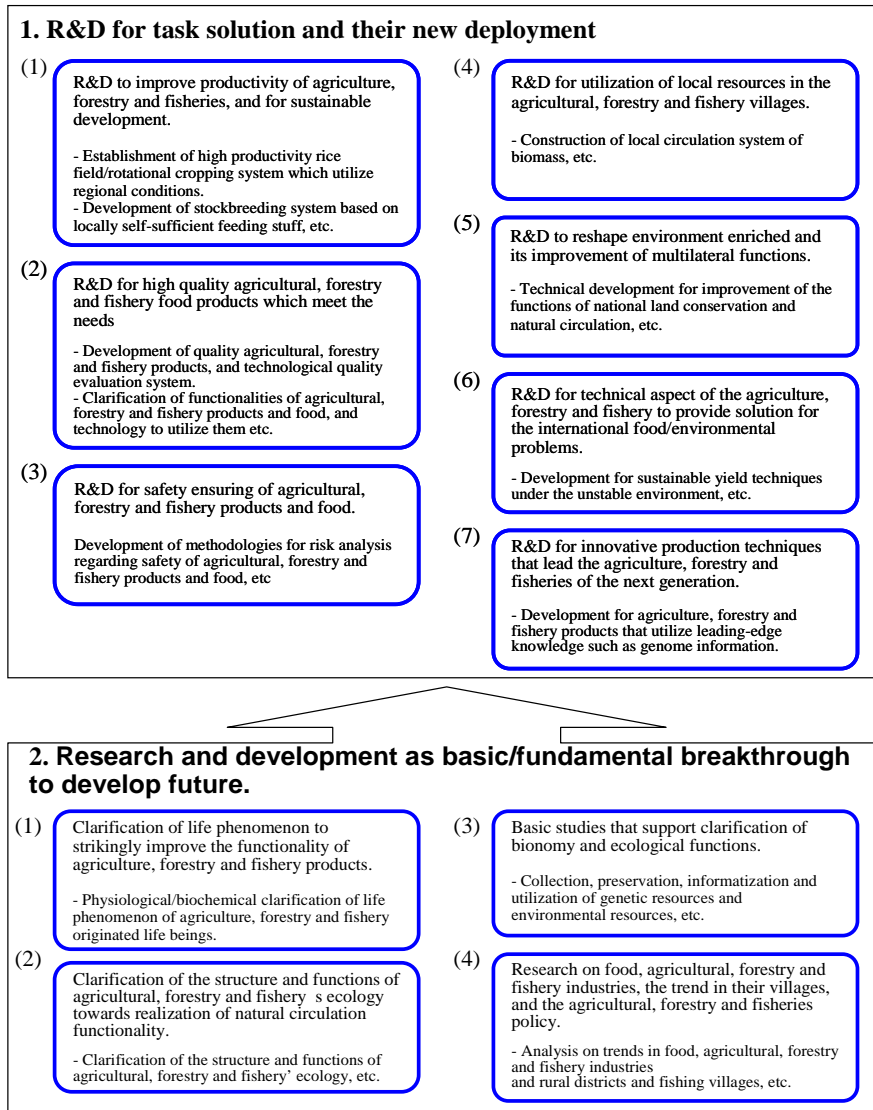 1. R&D for task solution and their new deployment
(1)
R&D to improve productivity of agriculture,
forestry and fisheries, and for sustainable
development.
- Establishment of high productivity rice
field/rotational cropping system which utilize
regional conditions.
- Development of stockbreeding system based on
locally self-sufficient feeding stuff, etc.
(2)
R&D for high quality agricultural, forestry
and fishery food products which meet the
needs
- Development of quality agricultural, forestry
and fishery products, and technological quality
evaluation system.
- Clarification of functionalities of agricultural,
forestry and fishery products and food, and
technology to utilize them etc.
(3)
R&D for safety ensuring of agricultural,
forestry and fishery products and food.
Development of methodologies for risk analysis
regarding safety of agricultural, forestry and
fishery products and food, etc
(4)
R&D for utilization of local resources in the
agricultural, forestry and fishery villages.
- Construction of local circulation system of
biomass, etc.
(5)
R&D to reshape environment enriched and
its improvement of multilateral functions.
- Technical development for improvement of the
functions of national land conservation and
natural circulation, etc.
(6)
R&D for technical aspect of the agriculture,
forestry and fishery to provide solution for
the international food/environmental
problems.
- Development for sustainable yield techniques
under the unstable environment, etc.
(7)
R&D for innovative production techniques
that lead the agriculture, forestry and
fisheries of the next generation.
- Development for agriculture, forestry and
fishery products that utilize leading-edge
knowledge such as genome information.
2. Research and development as basic/fundamental breakthrough
to develop future.
(1)
Clarification of life phenomenon to
strikingly improve the functionality of
agriculture, forestry and fishery products.
- Physiological/biochemical clarification of life
phenomenon of agriculture, forestry and fishery
originated life beings.
(2)
Clarification of the structure and functions of
agricultural, forestry and fishery s ecology
towards realization of natural circulation
functionality.
- Clarification of the structure and functions of
agricultural, forestry and fishery’ ecology, etc.
(3)
Basic studies that support clarification of
bionomy and ecological functions.
- Collection, preservation, informatization and
utilization of genetic resources and
environmental resources, etc.
(4)
Research on food, agricultural, forestry and
fishery industries, the trend in their villages,
and the agricultural, forestry and fisheries
policy.
- Analysis on trends in food, agricultural, forestry
and fishery industries
and rural districts and fishing villages, etc.